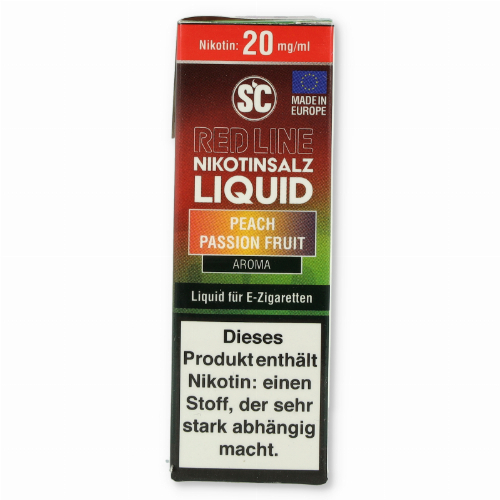 Nikotin: 20 mg/ml
SC
MADE IN
EUROPE
RED LINE
NIKOTINSALZ
LIQUID
PEACH
PASSION FRUIT
AROMA
Liquid für E-Zigaretten
Dieses
Produkt enthält
Nikotin: einen
Stoff, der sehr
stark abhängig
macht.